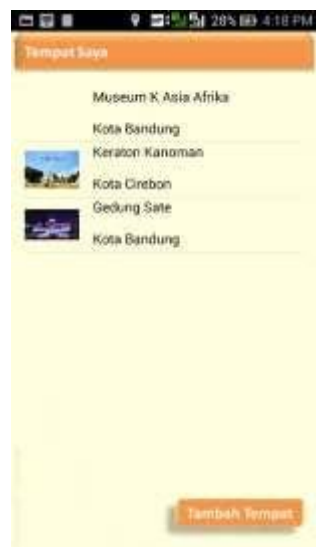 28% 4:18 PM
Tempat Saya
Museum K Asia Afrika
Kota Bandung
Keraton Kanoman
Kota Cirebon
Gedung Sate
Kota Bandung
Tambah Tempat